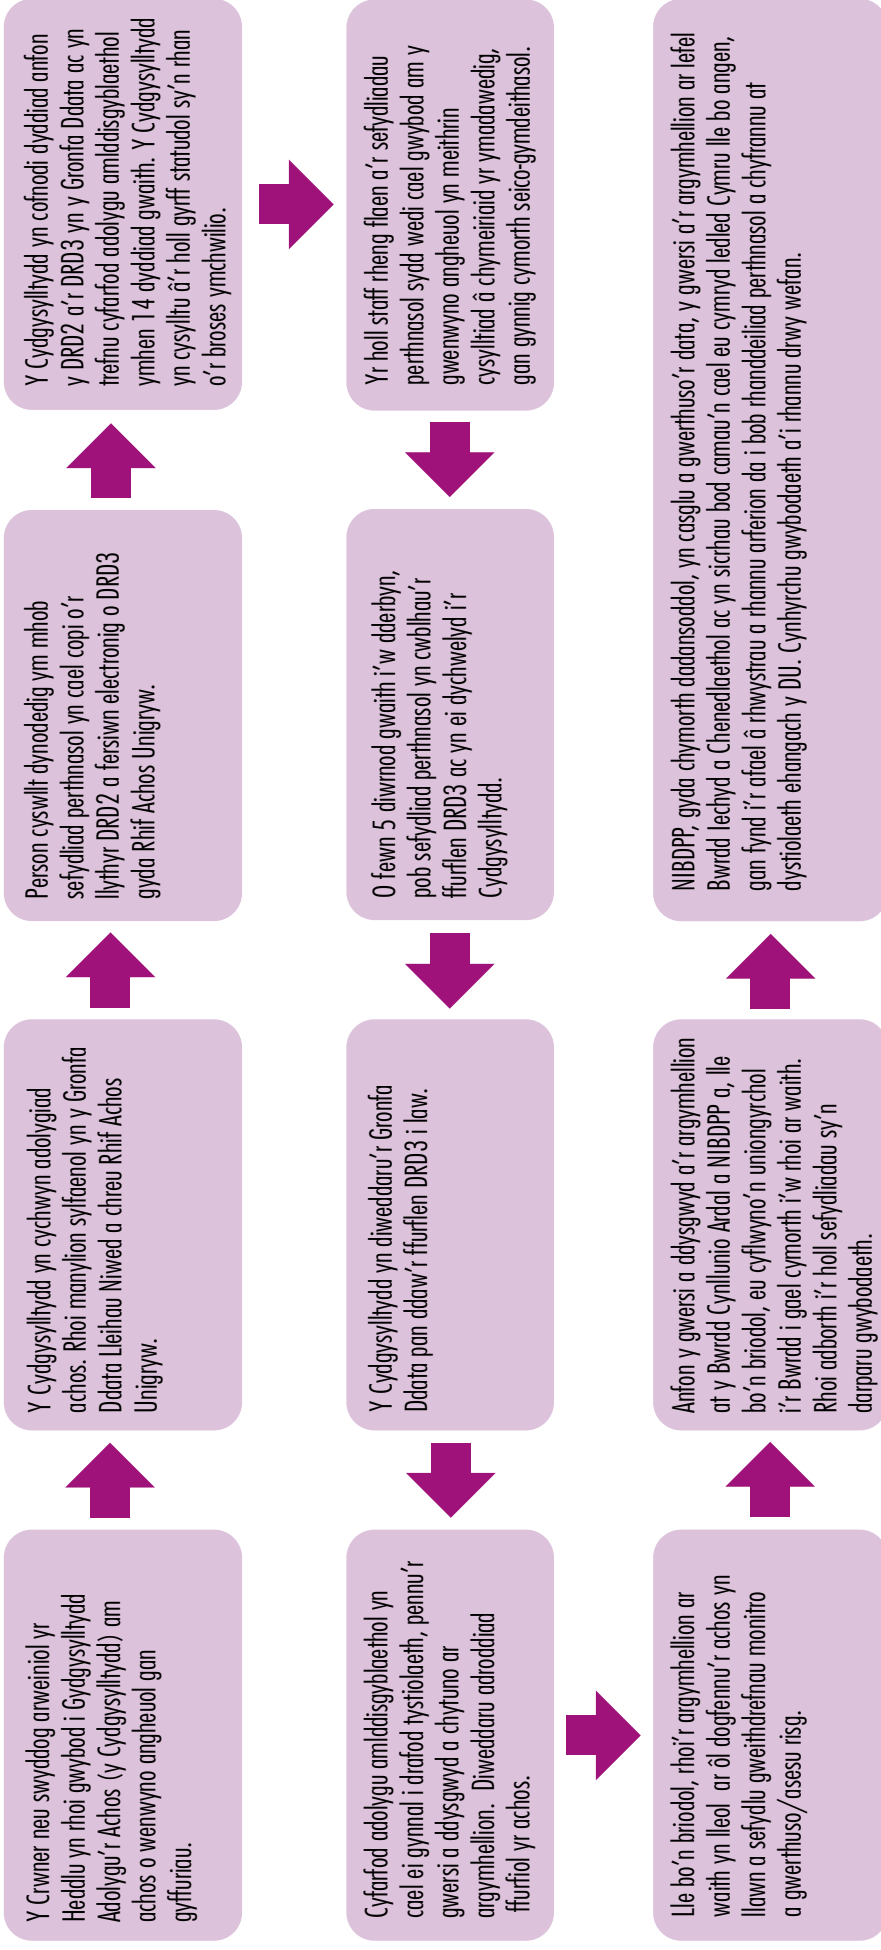 Y Crwner neu swyddog arweiniol yr
Heddlu yn rhoi gwybod i Gydgysylltydd
Adolygu'r Achos (y Cydgysylltydd) am
achos o wenwyno angheuol gan
gyffuriau.
Y Cydgysylltydd yn cychwyn adolygiad
achos. Rhoi manylion sylfaenol yn y Gronfa
Ddata Lleihau Niwed a chreu Rhif Achos
Unigryw.
Person cyswllt dynodedig ym mhob
sefydliad perthnasol yn cael copi o'r
llythyr DRD2 a fersiwn electronig o DRD3
gyda Rhif Achos Unigryw.
Y Cydgysylltydd yn cofnodi dyddiad anfon
y DRD2 a'r DRD3 yn y Gronfa Ddata ac yn
trefnu cyfarfod adolygu amlddisgyblaethol
ymhen 14 dyddiad gwaith. Y Cydgysylltydd
yn cysylltu â'r holl gyrff statudol sy'n rhan
o'r broses ymchwilio.
Yr holl staff rheng flaen a'r sefydliadau
perthnasol sydd wedi cael gwybod am y
gwenwyno angheuol yn meithrin
cysylltiad â chymeiriaid yr ymadawedig,
gan gynnig cymorth seico-gymdeithasol.
O fewn 5 diwrnod gwaith i'w dderbyn,
pob sefydliad perthnasol yn cwblhau'r
ffurflen DRD3 ac yn ei dychwelyd i'r
Cydgysylltydd.
Y Cydgysylltydd yn diweddaru'r Gronfa
Ddata pan ddaw'r ffurflen DRD3 i law.
Cyfarfod adolygu amlddisgyblaethol yn
cael ei gynnal i drafod tystiolaeth, pennu'r
gwersi a ddysgwyd a chytuno ar
argymhellion. Diweddaru adroddiad
ffurfiol yr achos.
Lle bo'n briodol, rhoi'r argymhellion ar
waith yn lleol ar ôl dogfennu'r achos yn
llawn a sefydlu gweithdrefnau monitro
a gwerthuso/asesu risg.
Anfon y gwersi a ddysgwyd a'r argymhellion
at y Bwrdd Cynllunio Ardal a NIBDPP a, lle
bo'n briodol, eu cyflwyno'n uniongyrchol
i'r Bwrdd i gael cymorth i'w rhoi ar waith.
Rhoi adborth i'r holl sefydliadau sy'n
darparu gwybodaeth.
NIBDPP, gyda chymorth dadansoddol, yn casglu a gwerthuso'r data, y gwersi a'r argymhellion ar lefel
Bwrdd Iechyd a Chenedlaethol ac yn sicrhau bod camau'n cael eu cymryd ledled Cymru lle bo angen,
gan fynd i'r afael â rhwystrau a rhannu arferion da i bob rhanddeiliad perthnasol a chyfrannu at
dystiolaeth ehangach y DU. Cynhyrchu gwybodaeth a'i rhannu drwy wefan.